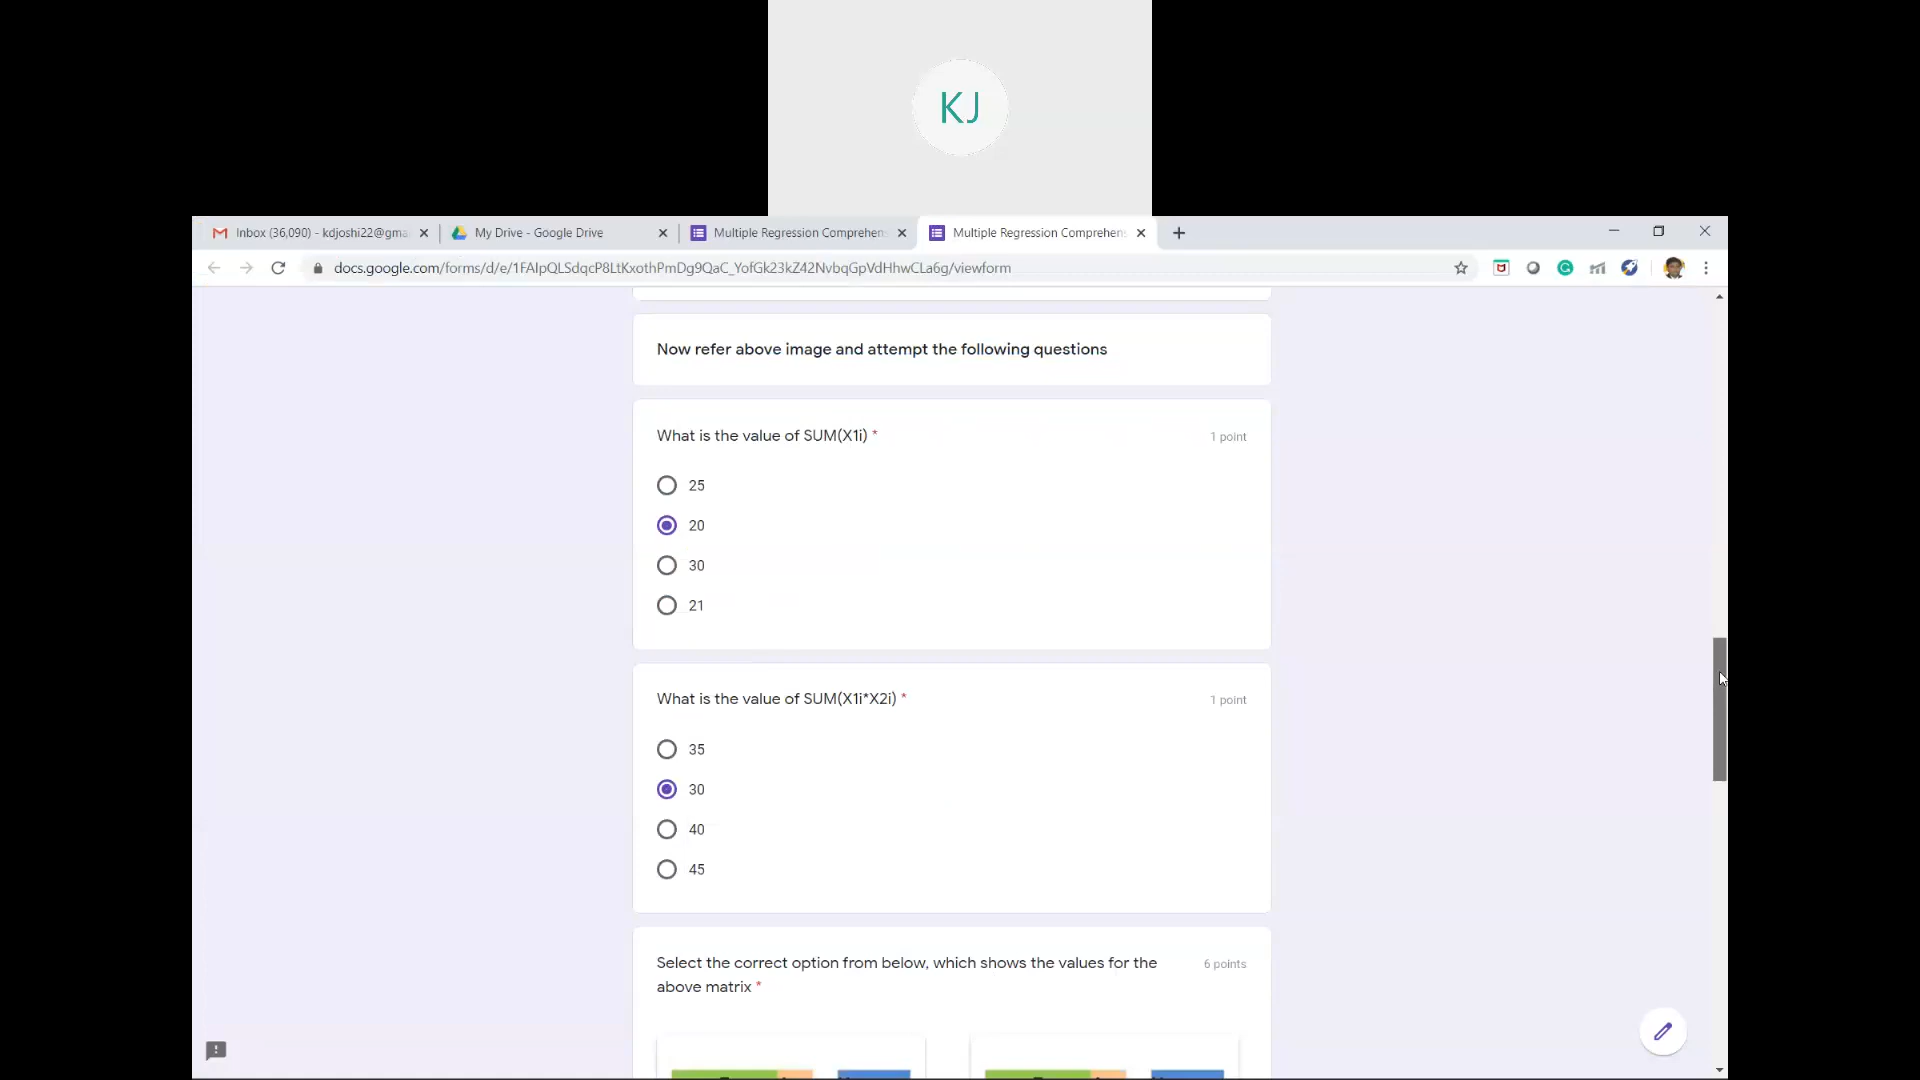 KJ
Inbox (36,090) - kdjoshi22@gma
My Drive - Google Drive
Multiple Regression Comprehen
Multiple Regression Comprehen
docs.google.com/forms/d/e/1FAIpQLSdqcP8LtKxothPmDg9QaC_YofGk23kZ42NvbqGpVdHhwCLa6g/viewform
Now refer above image and attempt the following questions
What is the value of SUM(X1i) *
1 point
25
20
30
21
What is the value of SUM(X1i*X2i) *
1 point
35
30
40
45
Select the correct option from below, which shows the values for the
6 points
above matrix *